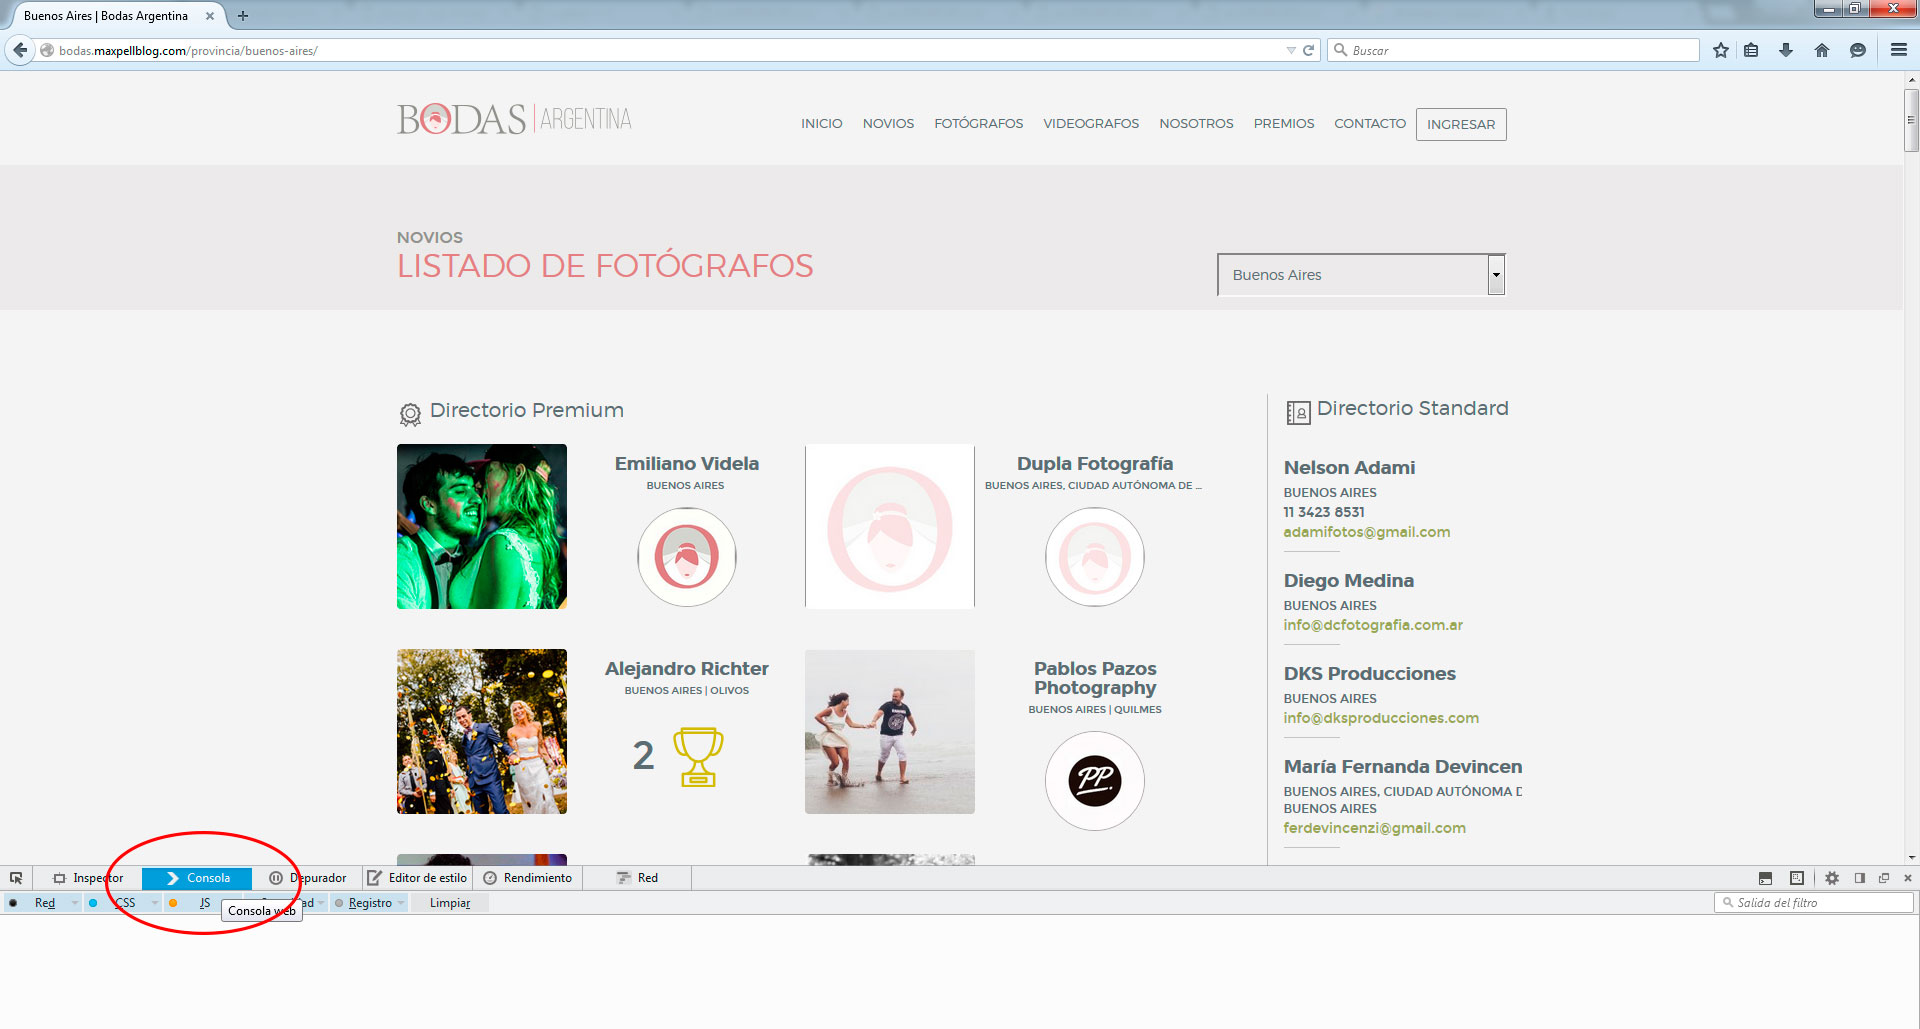 Buenos Aires | Bodas Argentina
bodas.maxpellblog.com/provincia/buenos-aires/
Buscar
BODAS | ARGENTINA
INICIO NOVIOS FOTÓGRAFOS VIDEOGRAFOS NOSOTROS PREMIOS CONTACTO INGRESAR
NOVIOS
LISTADO DE FOTÓGRAFOS
Buenos Aires
Directorio Premium
Emiliano Videla
BUENOS AIRES
Dupla Fotografía
BUENOS AIRES, CIUDAD AUTÓNOMA DE ...
Alejandro Richter
BUENOS AIRES | OLIVOS
2
Pablos Pazos
Photography
BUENOS AIRES | QUILMES
PP.
Directorio Standard
Nelson Adami
BUENOS AIRES
11 3423 8531
adamifotos@gmail.com
Diego Medina
BUENOS AIRES
info@dcfotografia.com.ar
DKS Producciones
BUENOS AIRES
info@dksproducciones.com
María Fernanda Devincen
BUENOS AIRES, CIUDAD AUTÓNOMA D
BUENOS AIRES
ferdevincenzi@gmail.com
Inspector Consola Depurador Editor de estilo Rendimiento Red
Red CSS JS ad Registro Limpiar
Salida del filtro
Consola web